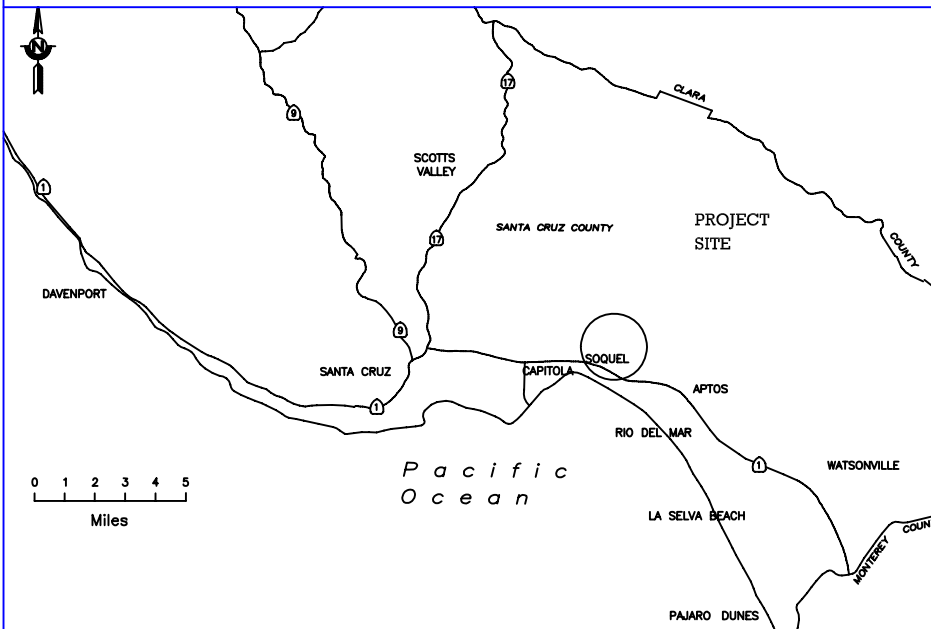 N
CLARA
17
9
SCOTTS
VALLEY
1
PROJECT
SITE
SANTA CRUZ COUNTY
17
COUNTY
DAVENPORT
9
SOQUEL
SANTA CRUZ
CAPITOLA
APTOS
1
RIO DEL MAR
Pacific
Ocean
1
WATSONVILLE
0 1 2 3 4 5
Miles
LA SELVA BEACH
MONTEREY
COUN
PAJARO DUNES